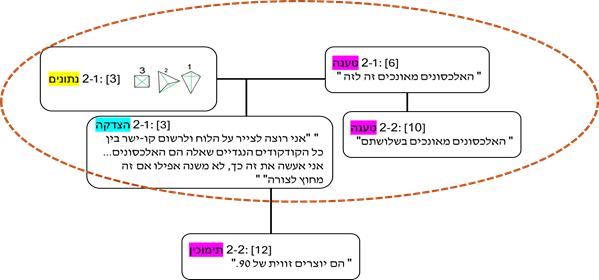 טענה 2-1: [6]
" האלכסונים מאונכים זה לזה "
נתונים 2-1: [3]
3 2 1
טענה 2-2: [10]
" האלכסונים מאונכים בשלושתם"
הצדקה 2-1: [3]
" "אני רוצה לצייר על הלוח ולרשום קו-ישר בין
כל הקודקודים הנגדיים שאלה הם האלכסונים...
אני אעשה את זה כך, לא משנה אפילו אם זה
מחוץ לצורה" "
תימוכין 2-2: [12]
" הם יוצרים זווית של 90."